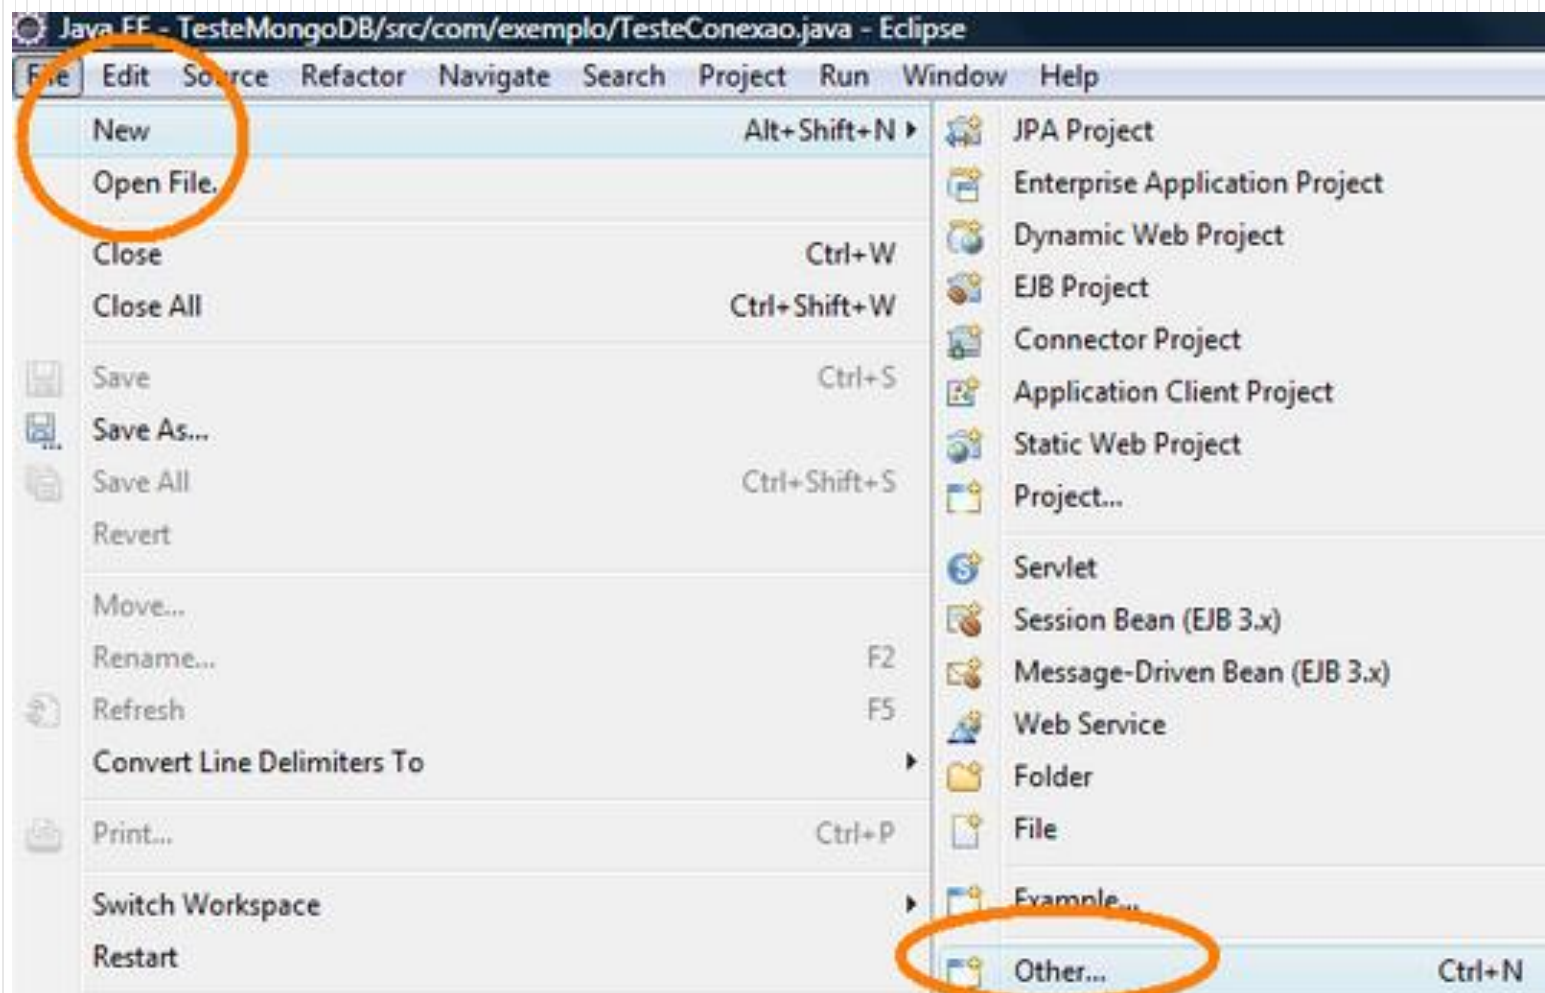 Java EE - TesteMongoDB/src/com/exemplo/TesteConexao.java - Eclipse
File Edit Source Refactor Navigate Search Project Run Window Help
New Alt+Shift+N
Open File.
Close Ctrl+W
Close All Ctrl+Shift+W
Save Ctrl+S
Save As...
Save All Ctrl+Shift+S
Revert
Move...
Rename... F2
Refresh F5
Convert Line Delimiters To
Print... Ctrl+P
Switch Workspace
Restart
JPA Project
Enterprise Application Project
Dynamic Web Project
EJB Project
Connector Project
Application Client Project
Static Web Project
Project...
Servlet
Session Bean (EJB 3.x)
Message-Driven Bean (EJB 3.x)
Web Service
Folder
File
Example...
Other... Ctrl+N